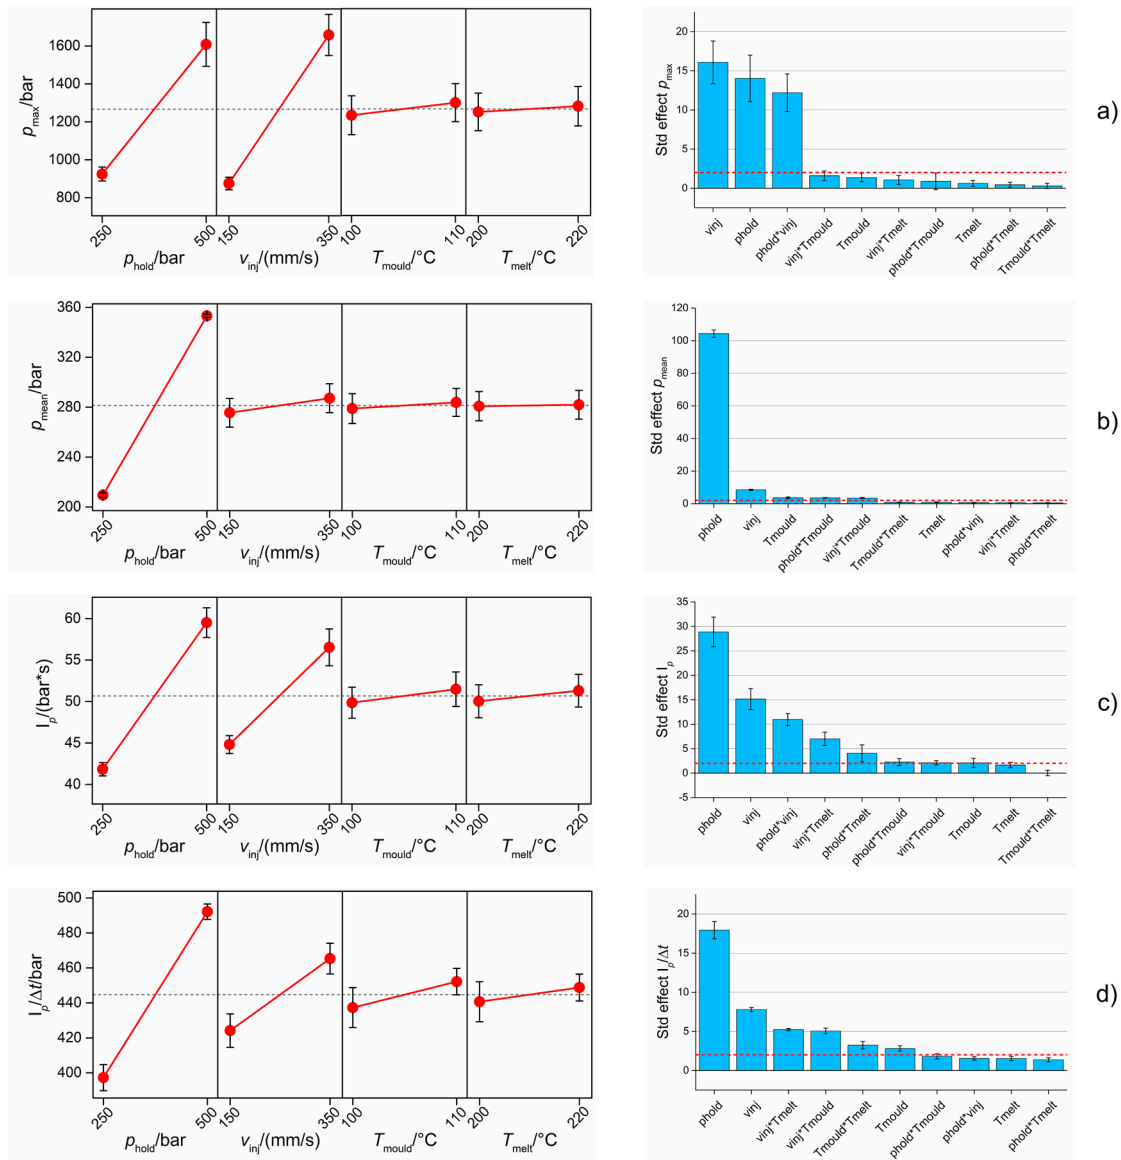 1600
1400
1200
1000
800
p_max/bar
250
500
150
350
100
110
200
220
p_hold/bar
v_inj/(mm/s)
T_mould/°C
T_melt/°C
20
15
10
5
0
Std effect p_max
vinj
phold
phold*vinj
vinj*Tmould
Tmould
vinj*Tmelt
phold*Tmould
Tmelt
phold*Tmelt
Tmould*Tmelt
a)
360
320
280
240
200
p_mean/bar
250
500
150
350
100
110
200
220
p_hold/bar
v_inj/(mm/s)
T_mould/°C
T_melt/°C
120
100
80
60
40
20
0
Std effect p_mean
phold
vinj
Tmould
phold*Tmould
vinj*Tmould
Tmould*Tmelt
Tmelt
phold*vinj
vinj*Tmelt
phold*Tmelt
b)
60
55
50
45
40
I_p/(bar*s)
250
500
150
350
100
110
200
220
p_hold/bar
v_inj/(mm/s)
T_mould/°C
T_melt/°C
35
30
25
20
15
10
5
0
-5
Std effect I_p
phold
vinj
phold*vinj
vinj*Tmelt
phold*Tmelt
phold*Tmould
vinj*Tmould
Tmould
Tmelt
Tmould*Tmelt
c)
500
480
460
440
420
400
I_p/Δt/bar
250
500
150
350
100
110
200
220
p_hold/bar
v_inj/(mm/s)
T_mould/°C
T_melt/°C
20
15
10
5
0
Std effect I_p/Δt
phold
vinj
vinj*Tmelt
vinj*Tmould
Tmould*Tmelt
Tmould
phold*Tmould
phold*vinj
Tmelt
phold*Tmelt
d)